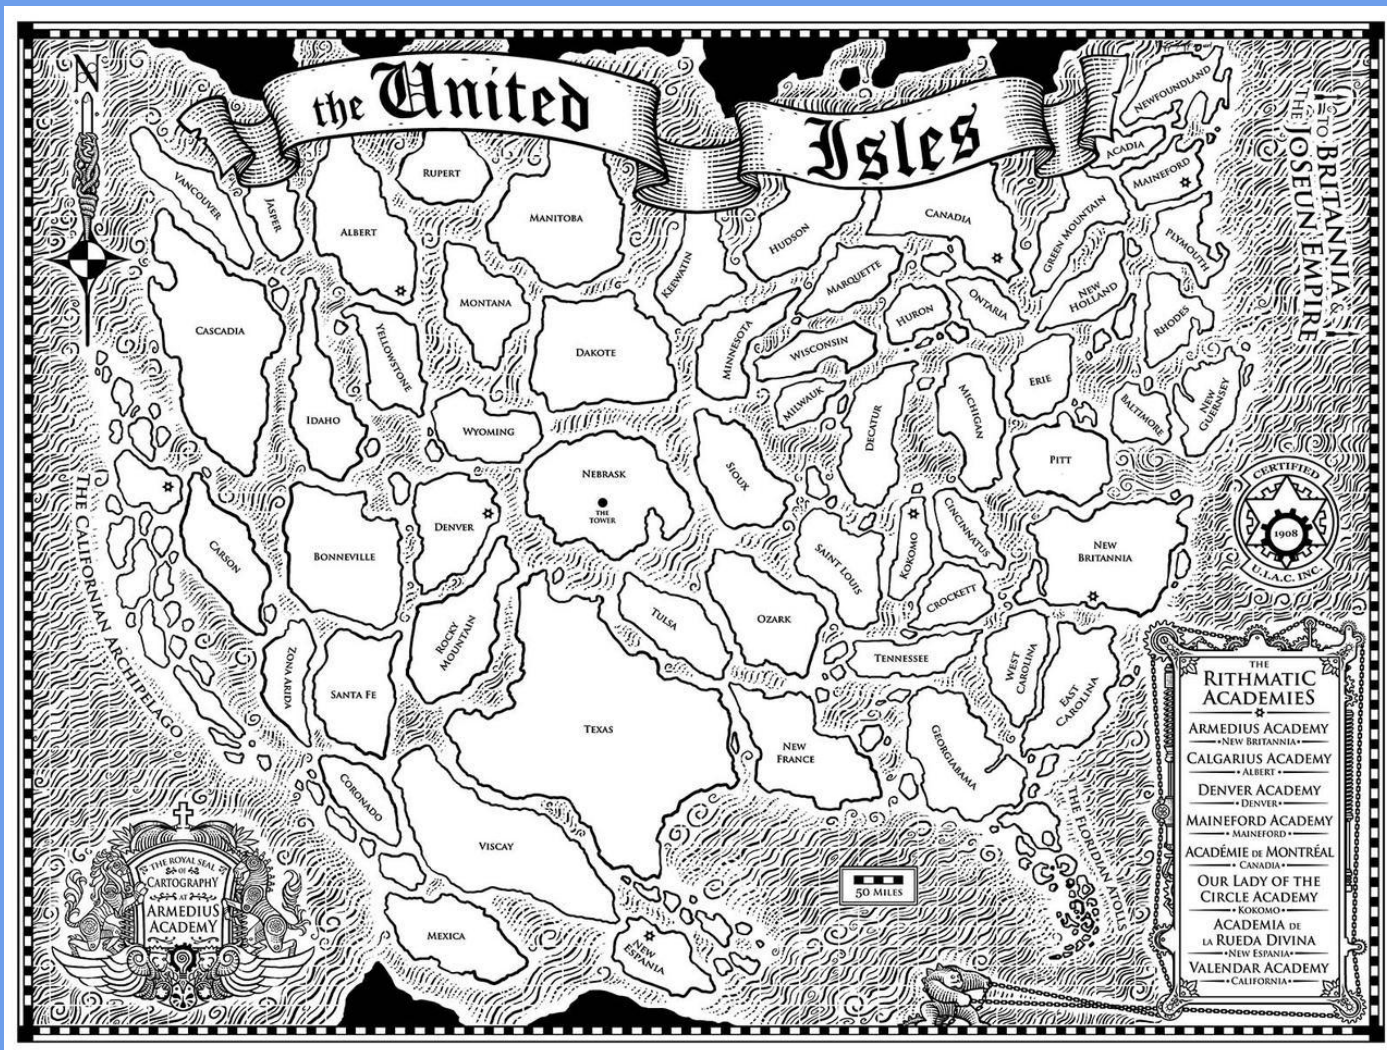 the United
Isles
N
TO BRITANNIA &
THE JOSEUN EMPIRE
NEWFOUNDLAND
ACADIA
MAINEFORD
VANCOUVER
JASPER
ALBERT
RUPERT
MANITOBA
KEEWATIN
HUDSON
CANADIA
GREEN MOUNTAIN
PLYMOUTH
MARQUETTE
NEW
HOLLAND
CASCADIA
MONTANA
YELLOWSTONE
DAKOTE
MINNESOTA
WISCONSIN
HURON
ONTARIA
RHODES
IDAHO
WYOMING
MILWAUK
DECATUR
MICHIGAN
ERIE
BALTIMORE
NEW
GUERNSEY
NEBRASK
THE
TOWER
SIOUX
PITT
CERTIFIED
1908
U.I.A.C. INC.
THE CALIFORNIAN ARCHIPELAGO
CARSON
BONNEVILLE
DENVER
SAINT LOUIS
KOKOMO
CINCINNATUS
CROCKETT
NEW
BRITANNIA
ROCKY
MOUNTAIN
TULSA
OZARK
TENNESSEE
WEST
CAROLINA
EAST
CAROLINA
ZONA ARIDA
SANTA FE
TEXAS
NEW
FRANCE
GEORGIABAMA
CORONADO
VISCAY
MEXICA
NEW
ESPANIA
THE FLORIDIAN ATOLLS
50 MILES
THE ROYAL SEAL
OF
CARTOGRAPHY
AT
ARMEDIUS
ACADEMY
THE
RITHMATIC
ACADEMIES
ARMEDIUS ACADEMY
•NEW BRITANNIA•
CALGARIUS ACADEMY
•ALBERT•
DENVER ACADEMY
•DENVER•
MAINEFORD ACADEMY
•MAINEFORD•
ACADÉMIE DE MONTRÉAL
•CANADIA•
OUR LADY OF THE
CIRCLE ACADEMY
•KOKOMO•
ACADEMIA DE
LA RUEDA DIVINA
•NEW ESPANIA•
VALENDAR ACADEMY
•CALIFORNIA•